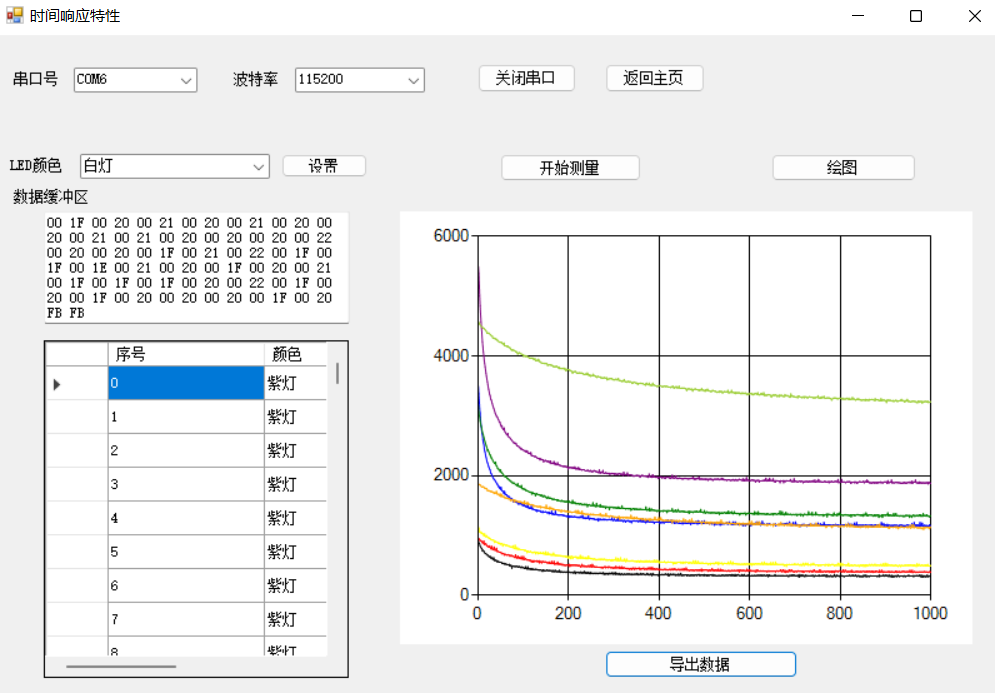 时间响应特性
串口号 COM6 波特率 115200 关闭串口 返回主页
LED颜色 白灯 设置 开始测量 绘图
数据缓冲区
00 1F 00 20 00 21 00 20 00 21 00 20 00
20 00 21 00 21 00 20 00 20 00 20 00 22
00 20 00 20 00 1F 00 21 00 22 00 1F 00
1F 00 1E 00 21 00 20 00 1F 00 20 00 21
00 1F 00 1F 00 1F 00 20 00 22 00 1F 00
20 00 1F 00 20 00 20 00 20 00 1F 00 20
FB FB
序号 颜色
0 紫灯
1 紫灯
2 紫灯
3 紫灯
4 紫灯
5 紫灯
6 紫灯
7 紫灯
8 紫灯
6000
4000
2000
0
0 200 400 600 800 1000
导出数据